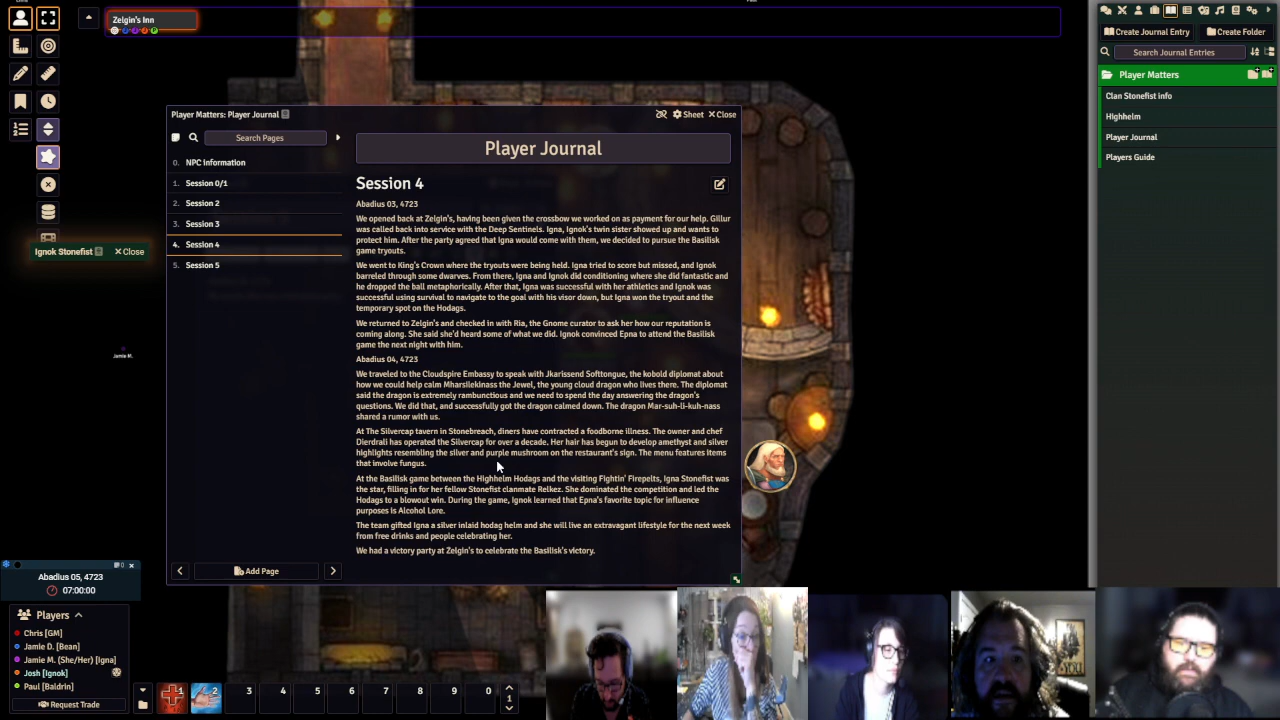 Zelgin's Inn
Create Journal Entry
Create Folder
Search Journal Entries
Player Matters
Clan Stonefist info
Highhelm
Player Journal
Players Guide
Player Matters: Player Journal
Sheet
Close
Search Pages
0. NPC Information
1. Session 0/1
2. Session 2
3. Session 3
4. Session 4
5. Session 5
Add Page
Player Journal
Session 4
Abadius 03, 4723
We opened back at Zelgin's, having been given the crossbow we worked on as payment for our help. Gillur
was called back into service with the Deep Sentinels. Igna, Ignok's twin sister showed up and wants to
protect him. After the party agreed that Igna would come with them, we decided to pursue the Basilisk
game tryouts.
We went to King's Crown where the tryouts were being held. Igna tried to score but missed, and Ignok
barreled through some dwarves. From there, Igna and Ignok did conditioning where she did fantastic and
he dropped the ball metaphorically. After that, Igna was successful with her athletics and Ignok was
successful using survival to navigate to the goal with his visor down, but Igna won the tryout and the
temporary spot on the Hodags.
We returned to Zelgin's and checked in with Ria, the Gnome curator to ask her how our reputation is
coming along. She said she'd heard some of what we did. Ignok convinced Epna to attend the Basilisk
game the next night with him.
Abadius 04, 4723
We traveled to the Cloudspire Embassy to speak with Jkarissend Softtongue, the kobold diplomat about
how we could help calm Mharsilekinass the Jewel, the young cloud dragon who lives there. The diplomat
said the dragon is extremely rambunctious and we need to spend the day answering the dragon's
questions. We did that, and successfully got the dragon calmed down. The dragon Mar-suh-li-kuh-nass
shared a rumor with us.
At The Silvercap tavern in Stonebreach, diners have contracted a foodborne illness. The owner and chef
Dierdrali has operated the Silvercap for over a decade. Her hair has begun to develop amethyst and silver
highlights resembling the silver and purple mushroom on the restaurant's sign. The menu features items
that involve fungus.
At the Basilisk game between the Highhelm Hodags and the visiting Fightin' Firepelts, Igna Stonefist was
the star, filling in for her fellow Stonefist clanmate Relkez. She dominated the competition and led the
Hodags to a blowout win. During the game, Ignok learned that Epna's favorite topic for influence
purposes is Alcohol Lore.
The team gifted Igna a silver inlaid hodag helm and she will live an extravagant lifestyle for the next week
from free drinks and people celebrating her.
We had a victory party at Zelgin's to celebrate the Basilisk's victory.
Ignok Stonefist
Close
Jamie M.
Abadius 05, 4723
07:00:00
Players
Chris [GM]
Jamie D. [Bean]
Jamie M. (She/Her) [Igna]
Josh [Ignok]
Paul [Baldrin]
Request Trade
1 2 3 4 5 6 7 8 9 0 1